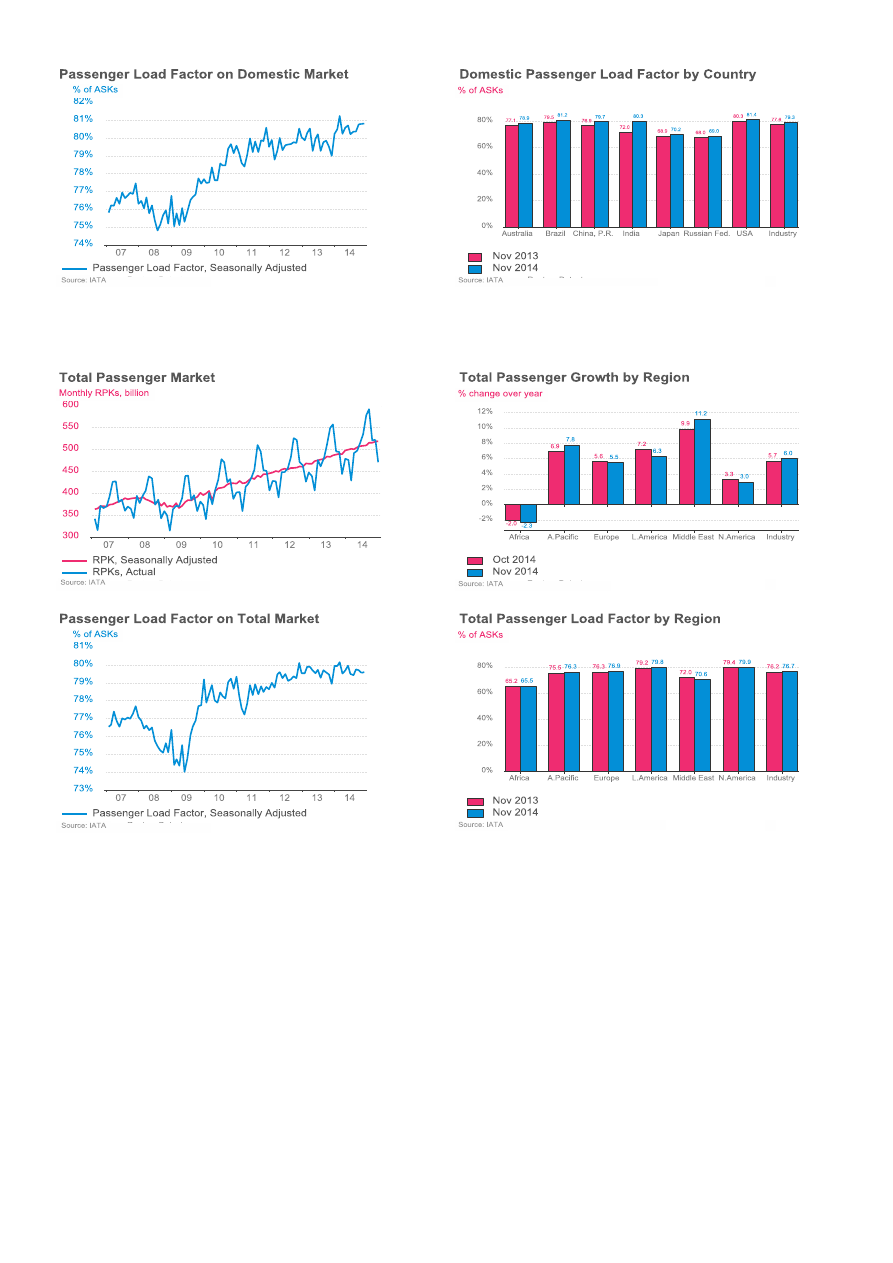 Passenger Load Factor on Domestic Market
% of ASKs
82%
81%
80%
79%
78%
77%
76%
75%
74%
07 08 09 10 11 12 13 14
Passenger Load Factor, Seasonally Adjusted
Source: IATA
Domestic Passenger Load Factor by Country
% of ASKs
80%
60%
40%
20%
0%
77.1 79.5 72.0 80.3
81.2 79.7 80.3 70.2 81.4 79.3
Australia Brazil China, P.R. India Japan Russian Fed. USA Industry
Nov 2013
Nov 2014
Source: IATA
Total Passenger Market
Monthly RPKs, billion
600
550
500
450
400
350
300
07 08 09 10 11 12 13 14
RPK, Seasonally Adjusted
RPKs, Actual
Source: IATA
Total Passenger Growth by Region
% change over year
12%
10%
8%
6%
4%
2%
0%
-2%
-2.0 -2.3 6.9 7.8 5.6 5.5 7.2 6.3 9.9 11.2 3.3 3.0 5.7 6.0
Africa A.Pacific Europe L.America Middle East N.America Industry
Oct 2014
Nov 2014
Source: IATA
Passenger Load Factor on Total Market
% of ASKs
81%
80%
79%
78%
77%
76%
75%
74%
73%
07 08 09 10 11 12 13 14
Passenger Load Factor, Seasonally Adjusted
Source: IATA
Total Passenger Load Factor by Region
% of ASKs
80%
60%
40%
20%
0%
65.2 65.5 75.5 76.3 76.3 76.9 79.2 79.8 72.0 70.6 79.4 79.9 76.2 76.7
Africa A.Pacific Europe L.America Middle East N.America Industry
Nov 2013
Nov 2014
Source: IATA